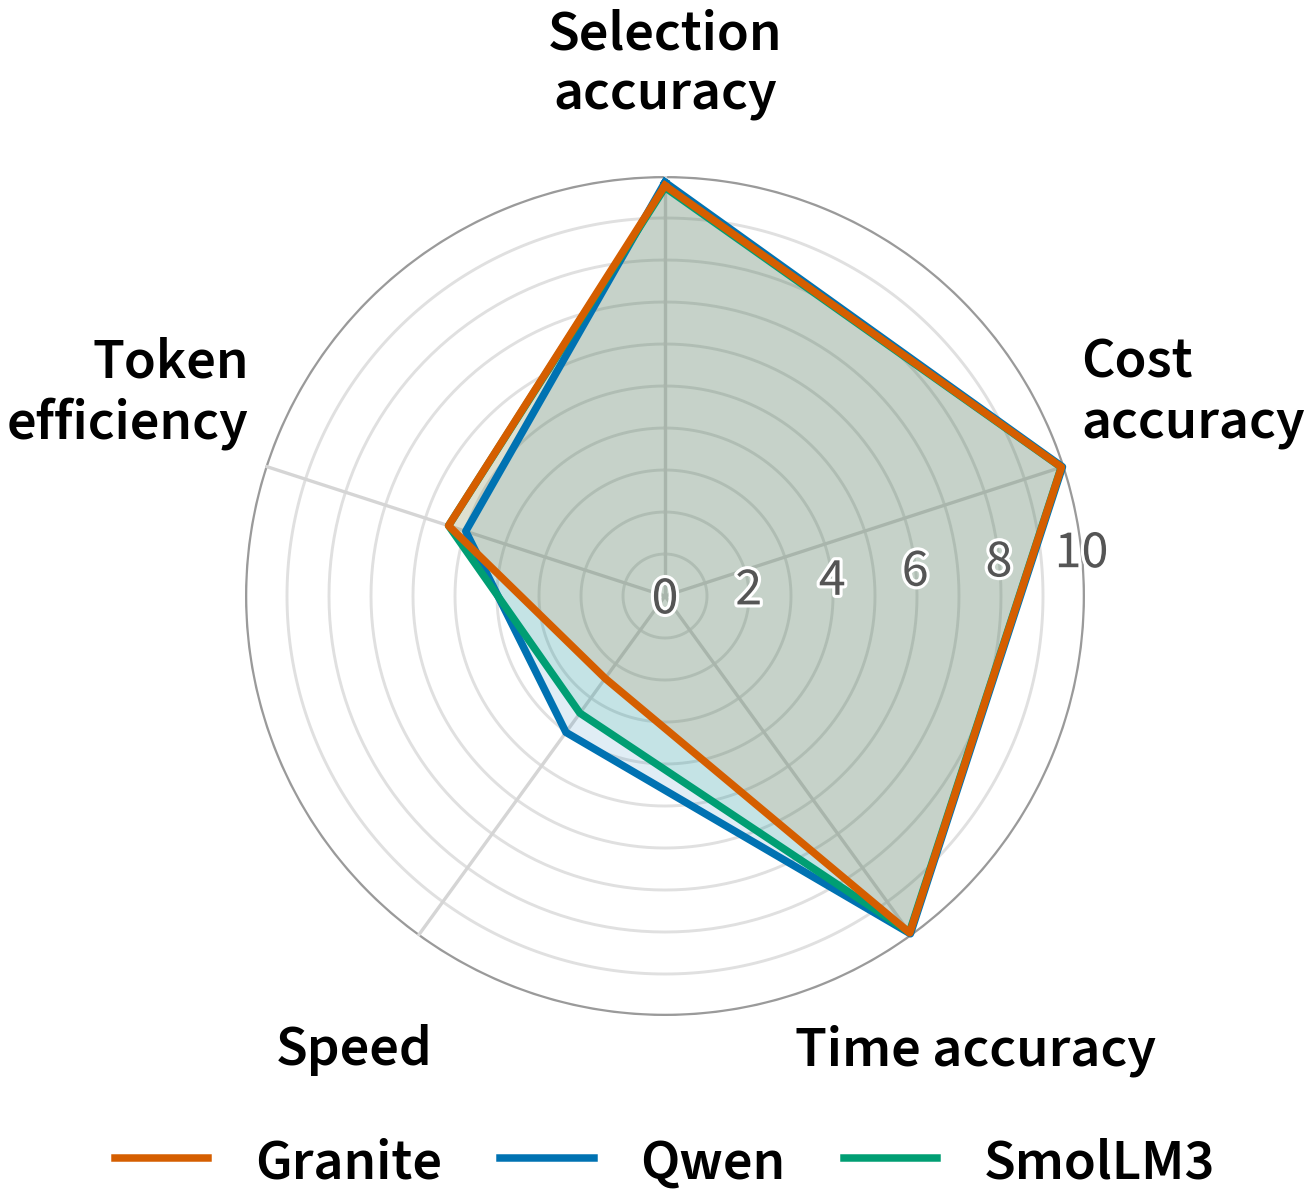 Selection
accuracy
Token
efficiency
Cost
accuracy
0 2 4 6 8 10
Speed
Time accuracy
Granite Qwen SmolLM3